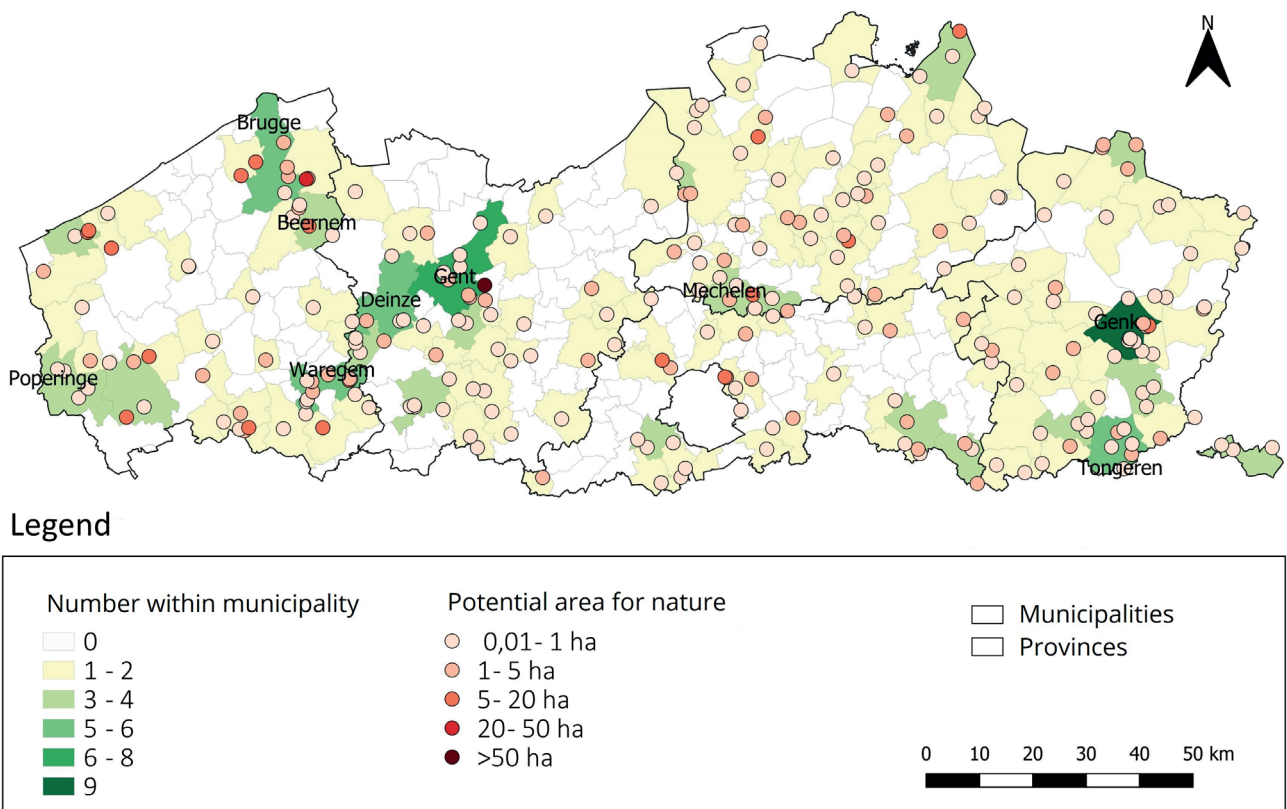 N
Brugge
Beernem
Gent
Deinze
Mechelen
Genk
Waregem
Poperinge
Tongeren
Legend
Number within municipality
0
1 - 2
3 - 4
5 - 6
6 - 8
9
Potential area for nature
0,01- 1 ha
1- 5 ha
5- 20 ha
20- 50 ha
>50 ha
Municipalities
Provinces
0 10 20 30 40 50 km